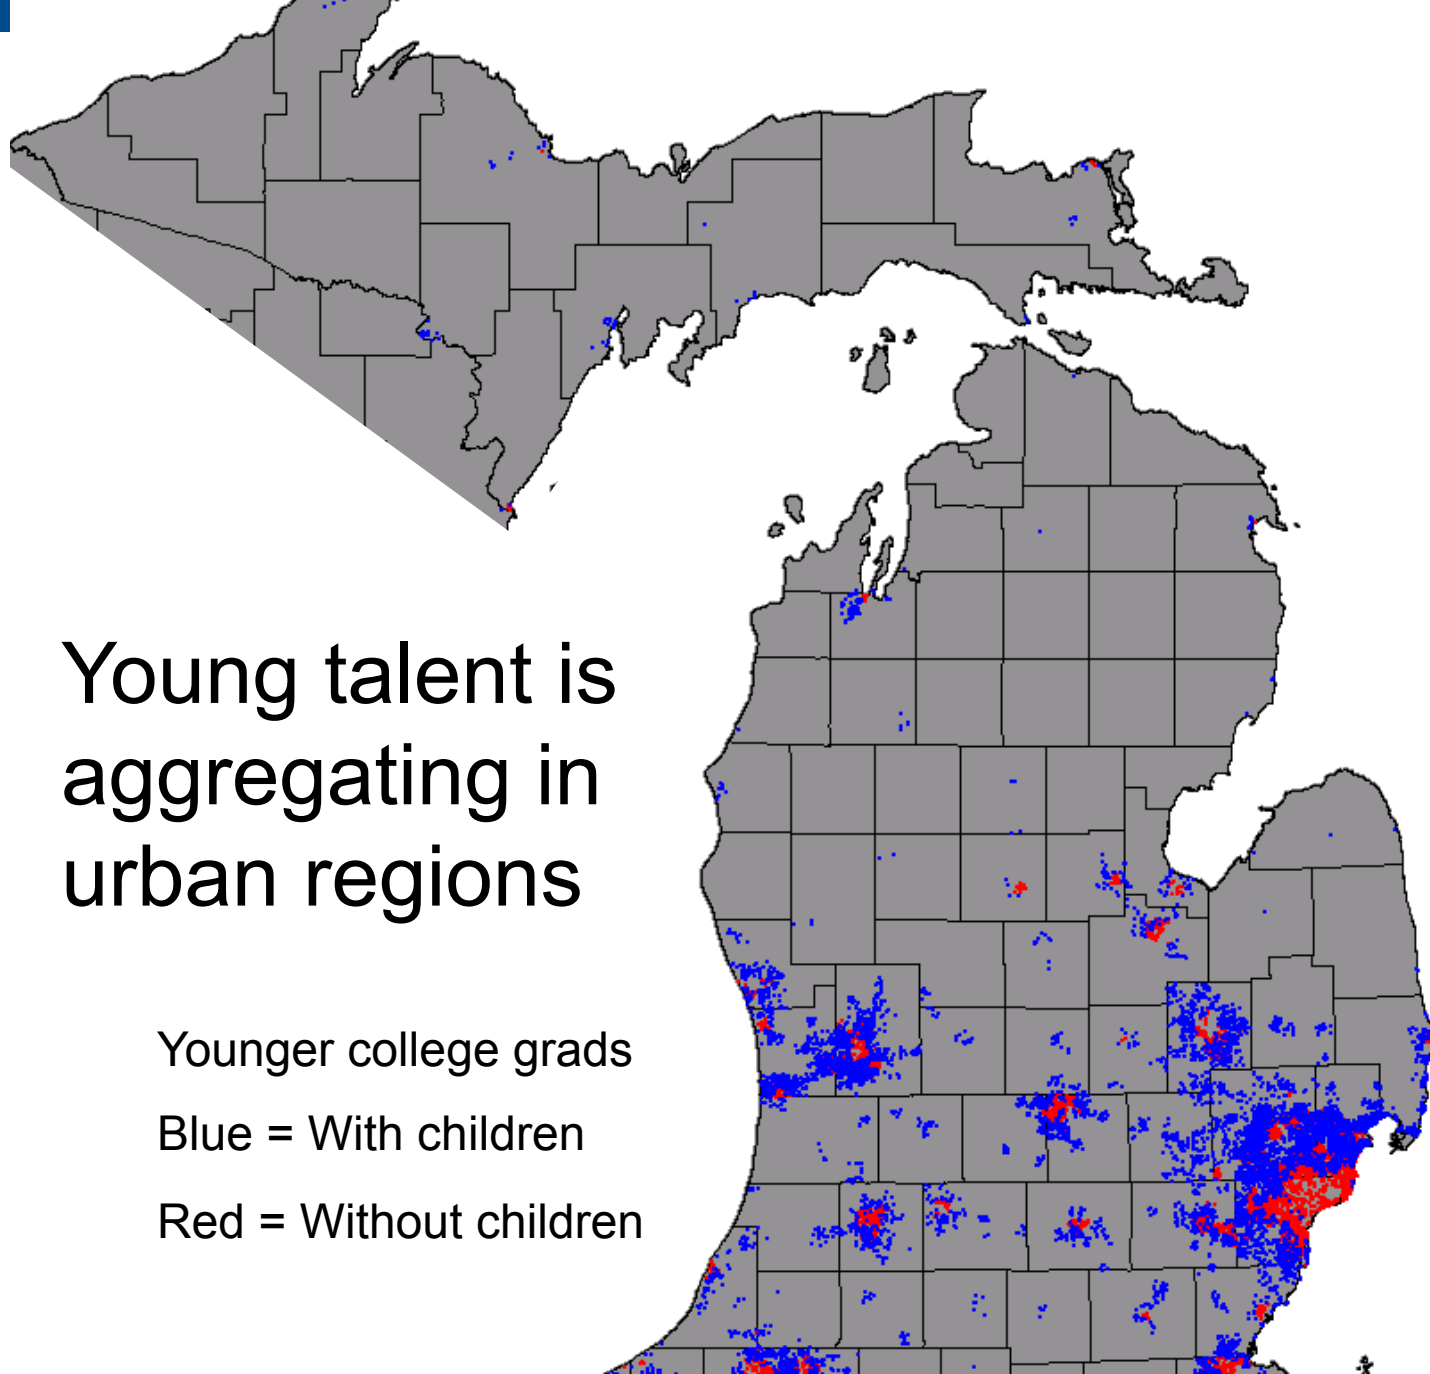 Young talent is
aggregating in
urban regions
Younger college grads
Blue = With children
Red = Without children